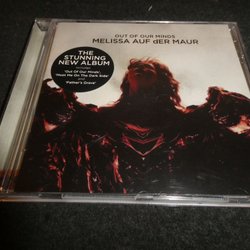 OUT OF OUR MINDS
MELISSA AUF dER MAUR
THE
STUNNING
NEW ALBUM
includes
'Out Of Our Minds',
'Meet Me On The Dark Side'
'Father's Grave'